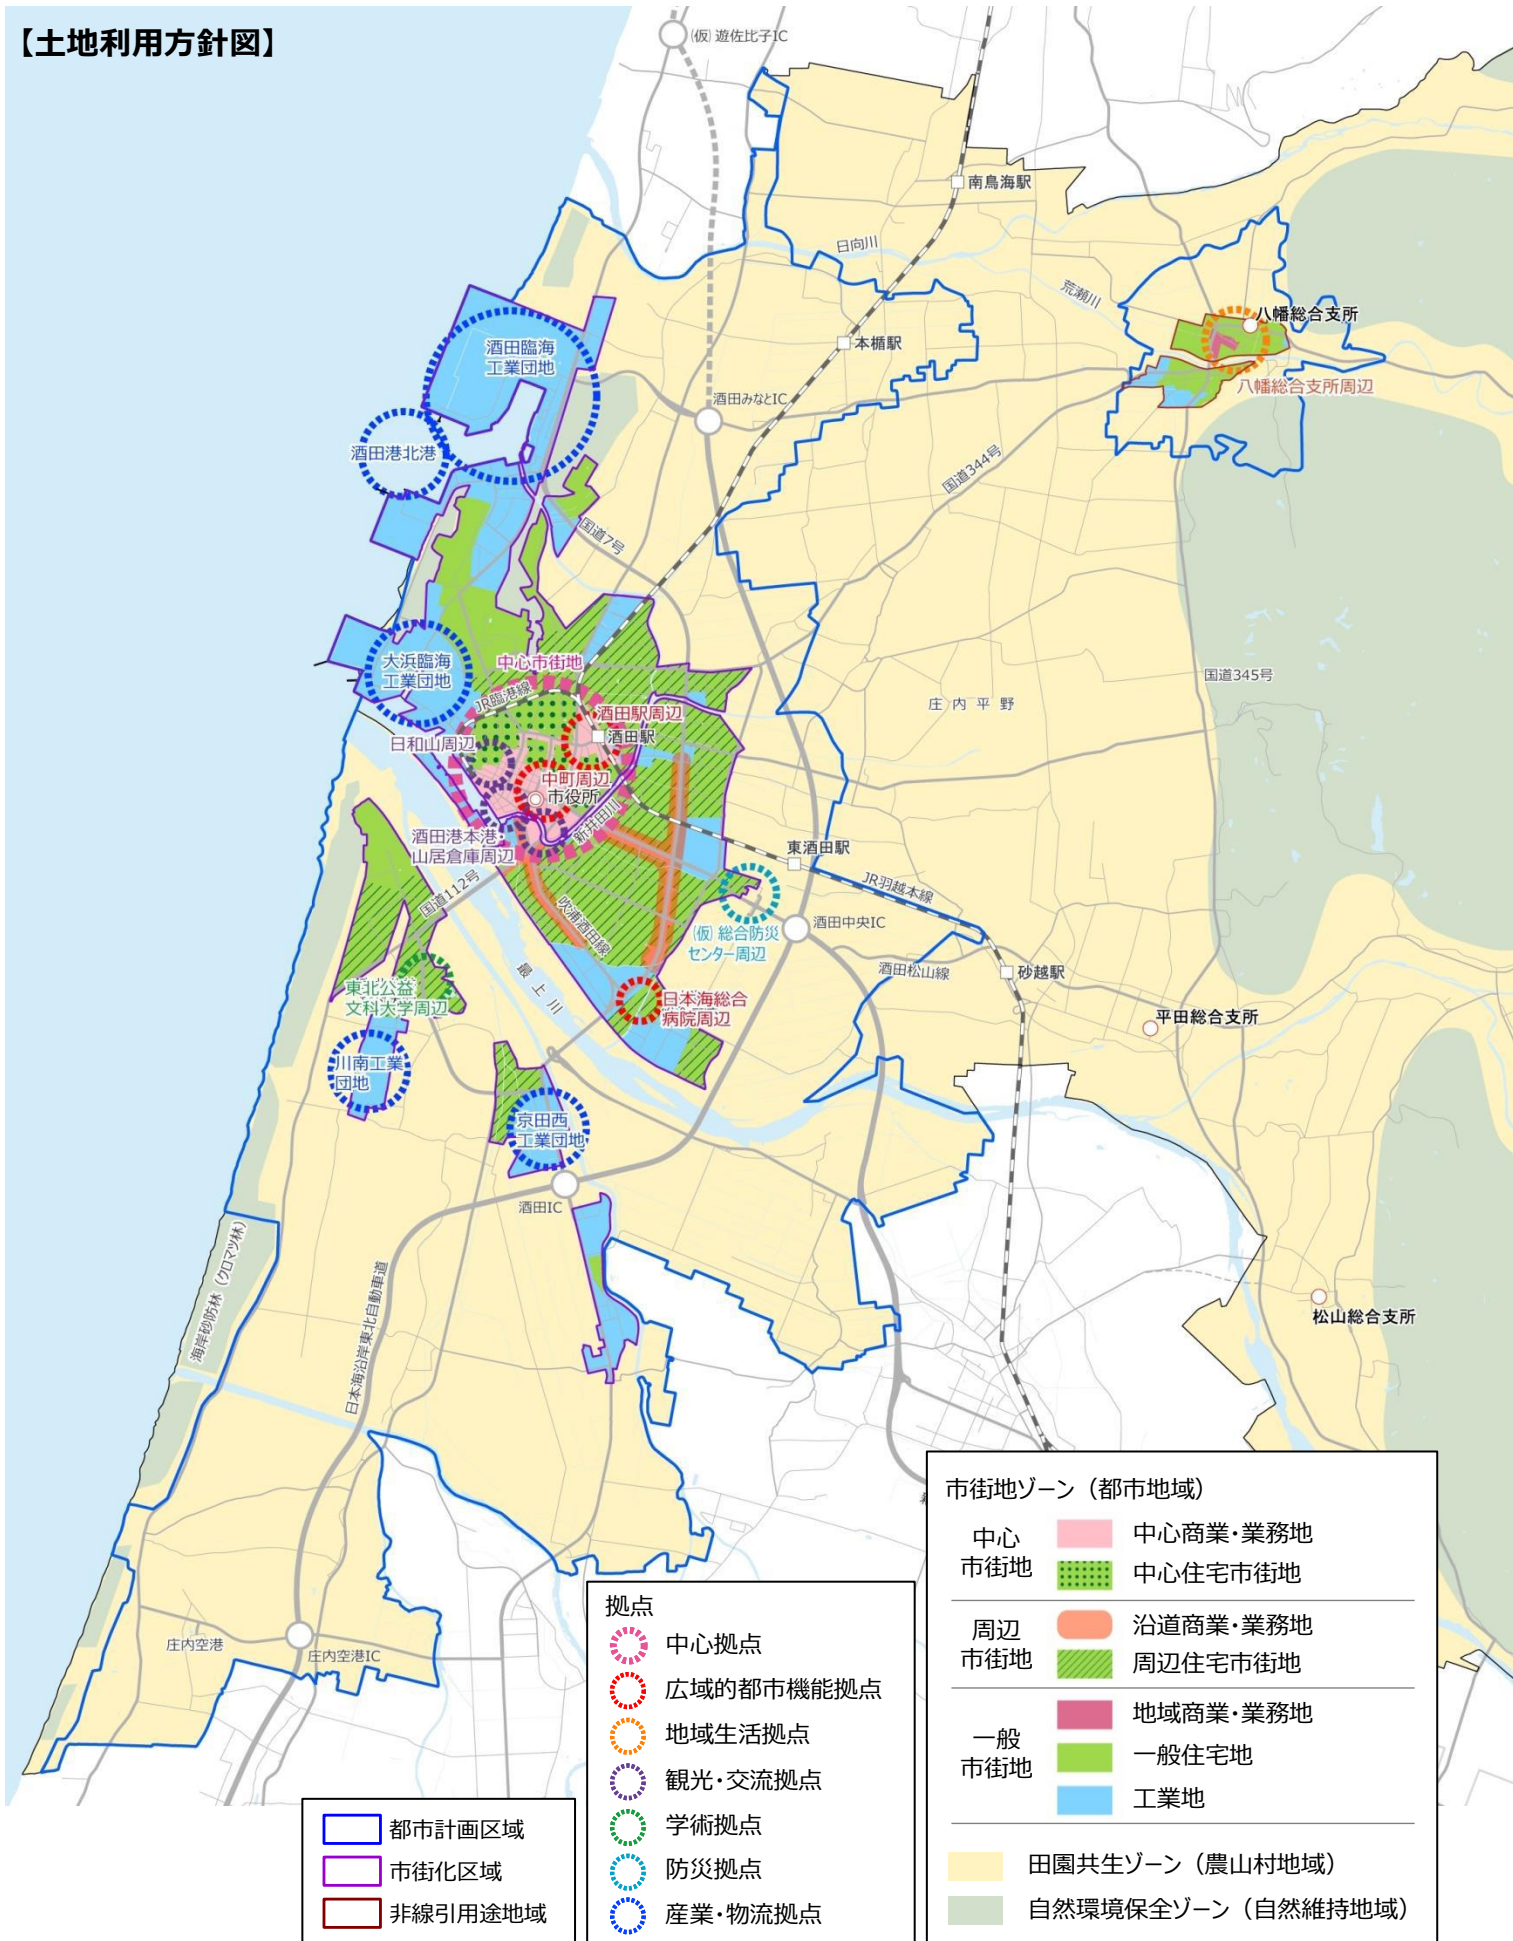 【土地利用方針図】
(仮) 遊佐比子IC
南鳥海駅
日向川
荒瀬川
八幡総合支所
本楯駅
酒田臨海
工業団地
八幡総合支所周辺
酒田みなとIC
酒田港北港
国道344号
国道7号
大浜臨海
工業団地
中心市街地
国道345号
JR臨港線
庄内平野
酒田駅周辺
酒田駅
日和山周辺
中町周辺
市役所
新井田川
酒田港本港・
山居倉庫周辺
東酒田駅
JR羽越本線
国道112号
吹浦酒田線
酒田中央IC
(仮) 総合防災
センター周辺
酒田松山線
砂越駅
最上川
東北公益
文科大学周辺
日本海総合
病院周辺
平田総合支所
川南工業
団地
京田西
工業団地
酒田IC
海岸砂防林（クロマツ林）
日本海沿岸東北自動車道
松山総合支所
庄内空港
庄内空港IC
都市計画区域
市街化区域
非線引用途地域
拠点
中心拠点
広域的都市機能拠点
地域生活拠点
観光・交流拠点
学術拠点
防災拠点
産業・物流拠点
市街地ゾーン（都市地域）
中心
市街地
中心商業・業務地
中心住宅市街地
周辺
市街地
沿道商業・業務地
周辺住宅市街地
一般
市街地
地域商業・業務地
一般住宅地
工業地
田園共生ゾーン（農山村地域）
自然環境保全ゾーン（自然維持地域）